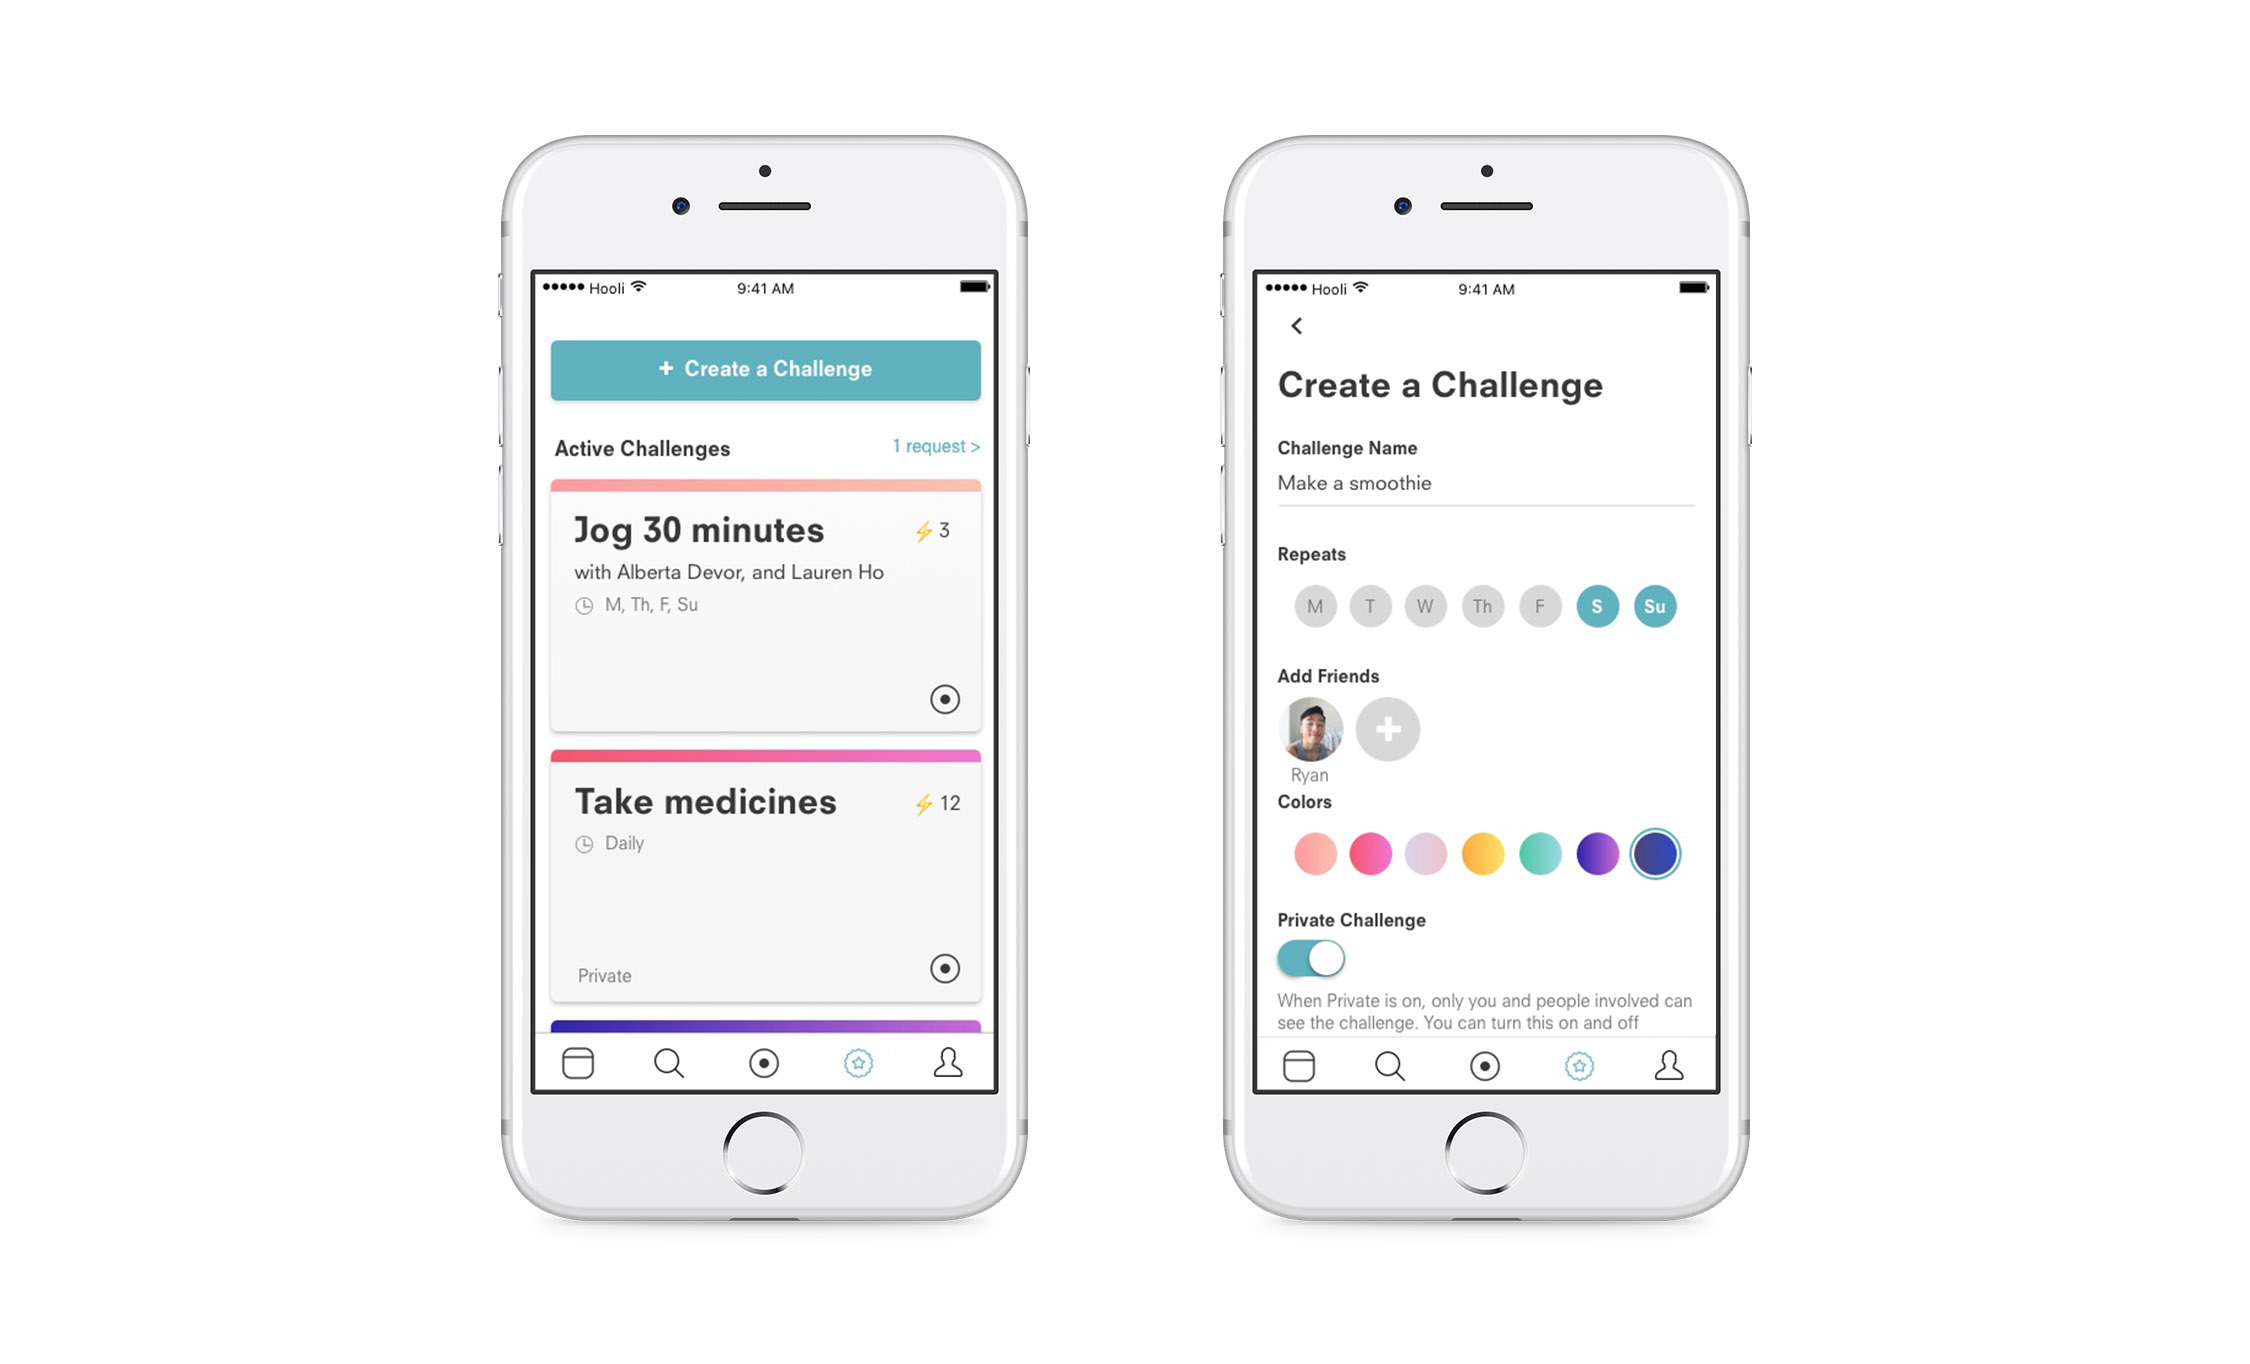 Hooli
9:41 AM
+ Create a Challenge
Active Challenges
1 request >
Jog 30 minutes
3
with Alberta Devor, and Lauren Ho
M, Th, F, Su
Take medicines
12
Daily
Private
Hooli
9:41 AM
Create a Challenge
Challenge Name
Make a smoothie
Repeats
M T W Th F S Su
Add Friends
Ryan
Colors
Private Challenge
When Private is on, only you and people involved can
see the challenge. You can turn this on and off